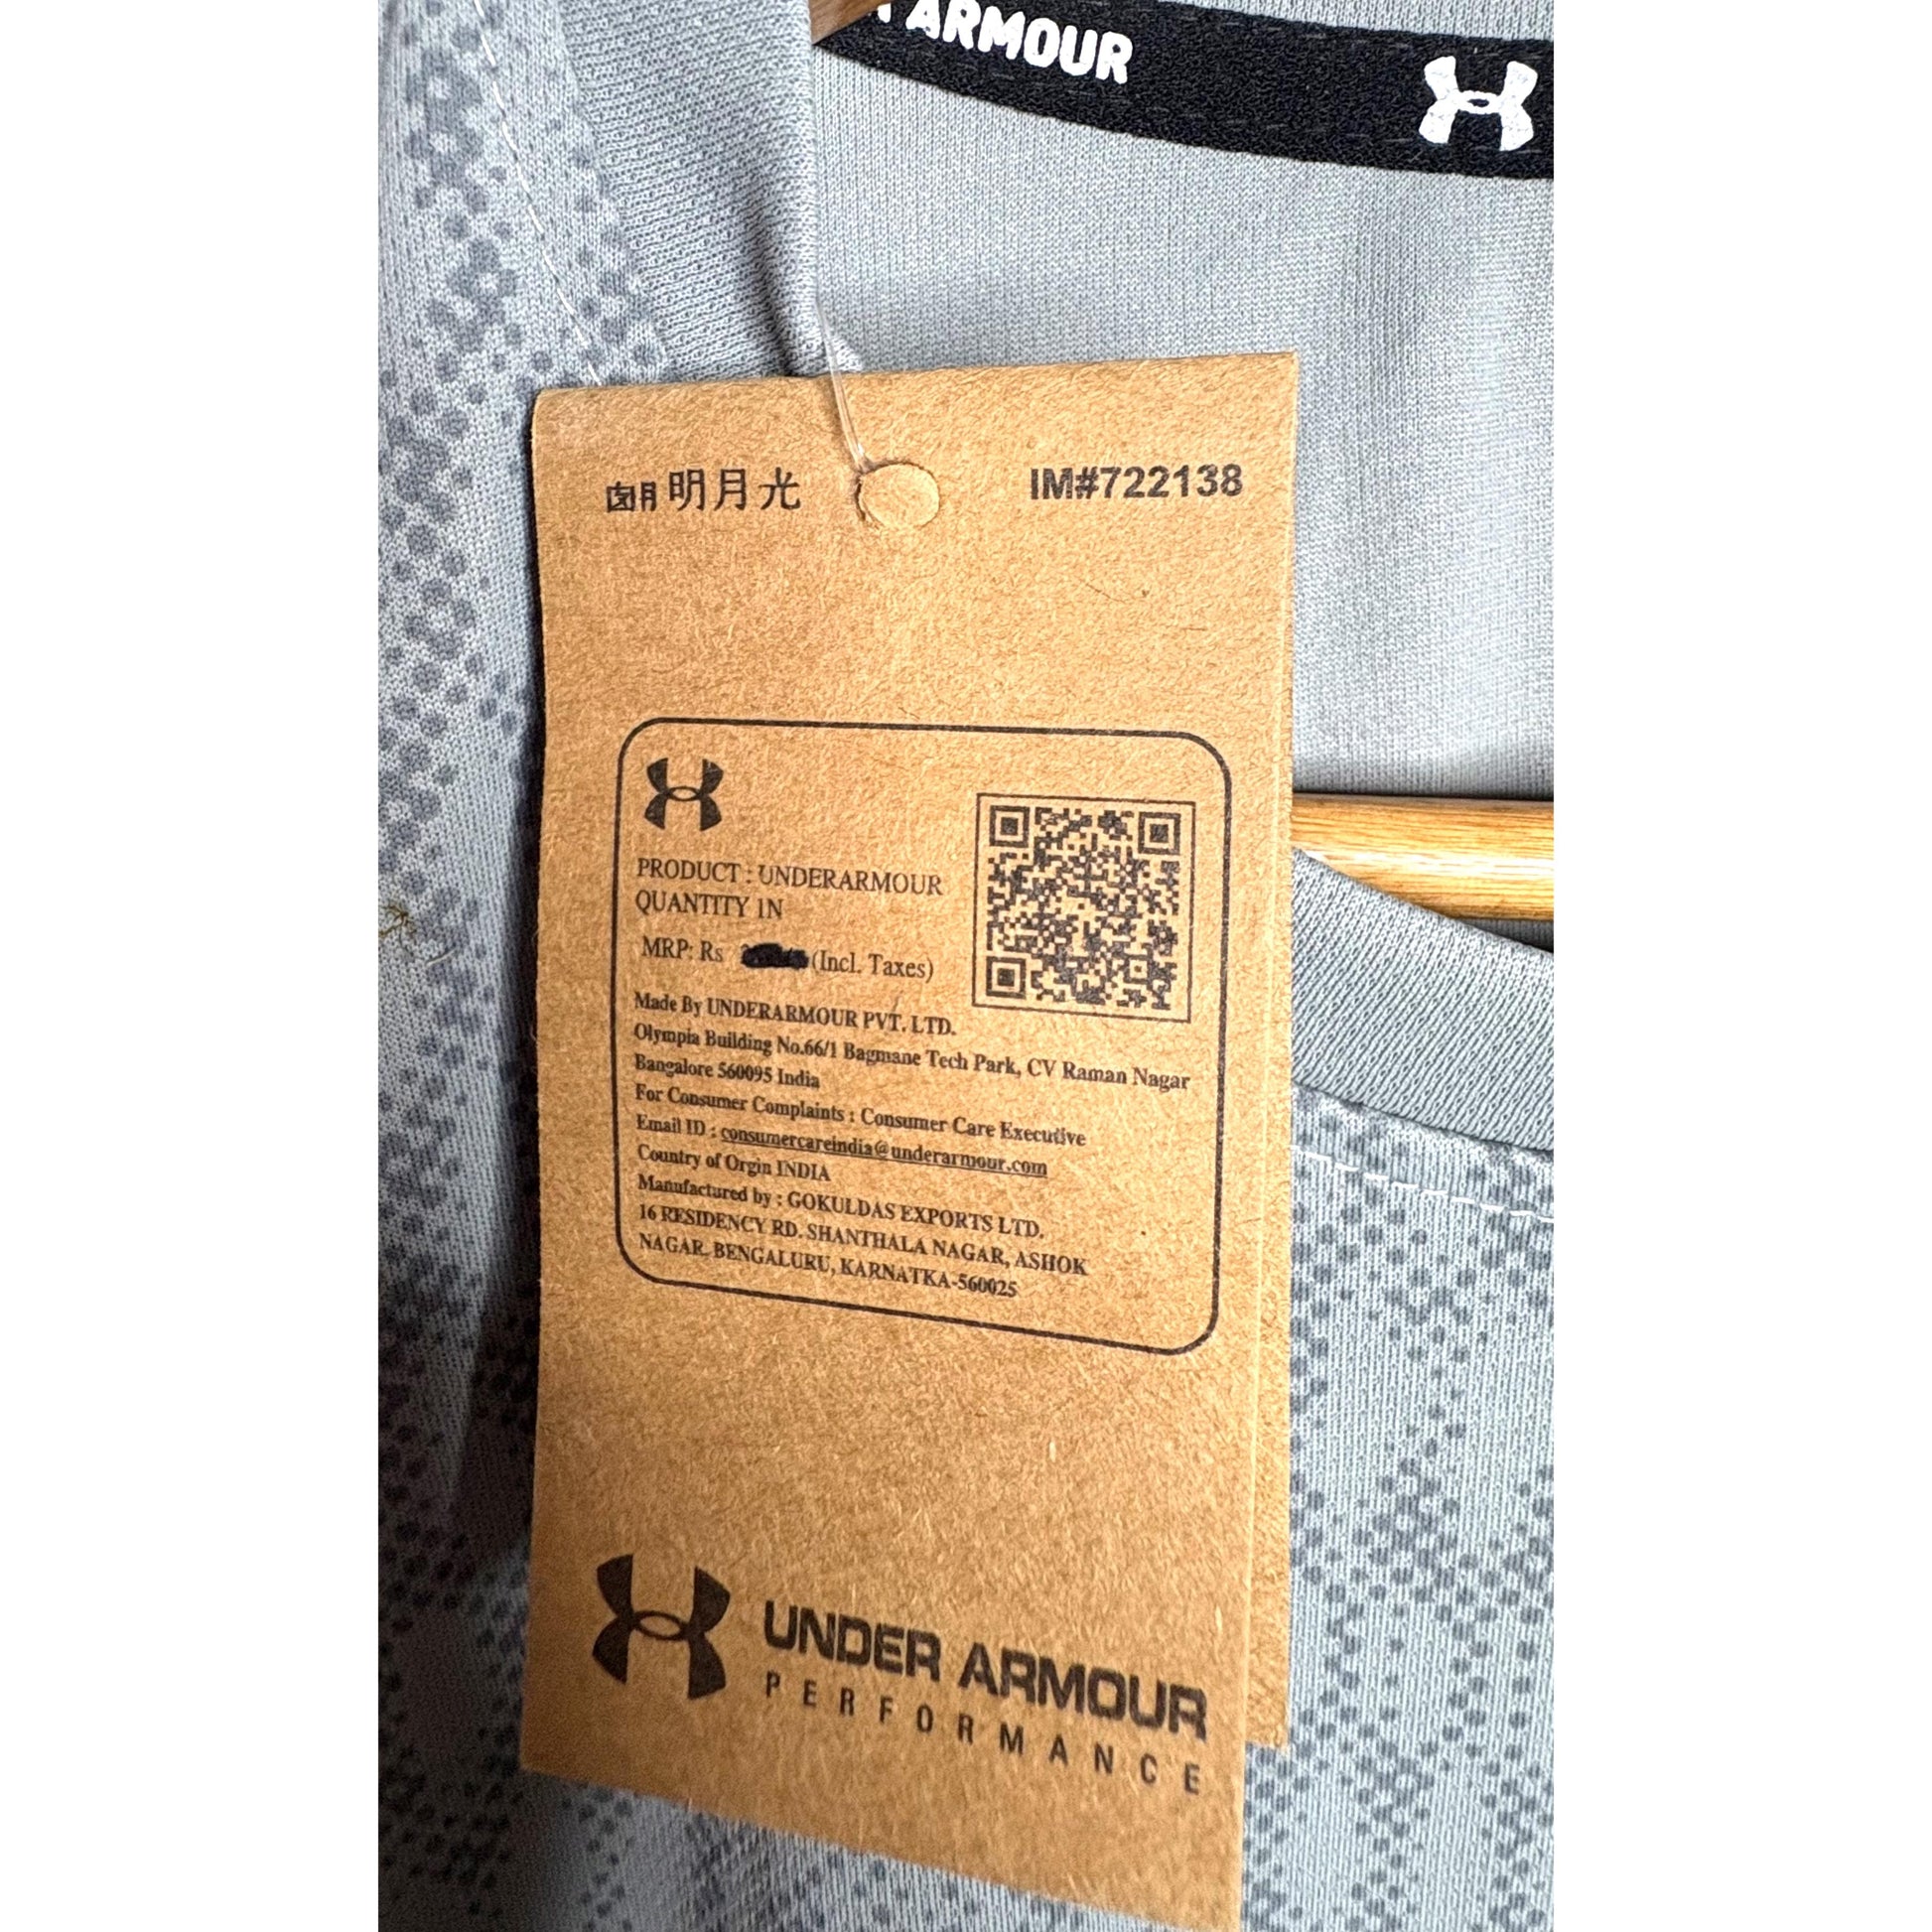 ARMOUR
明月光
IM#722138
PRODUCT : UNDERARMOUR
QUANTITY 1N
MRP: Rs (Incl. Taxes)
Made By UNDERARMOUR PVT. LTD.
Olympia Building No.66/1 Bagmane Tech Park, CV Raman Nagar
Bangalore 560095 India
For Consumer Complaints : Consumer Care Executive
Email ID : consumercareindia@underarmour.com
Country of Orgin INDIA
Manufactured by : GOKULDAS EXPORTS LTD.
16 RESIDENCY RD. SHANTHALA NAGAR, ASHOK
NAGAR. BENGALURU, KARNATKA-560025
UNDER ARMOUR
PERFORMANCE